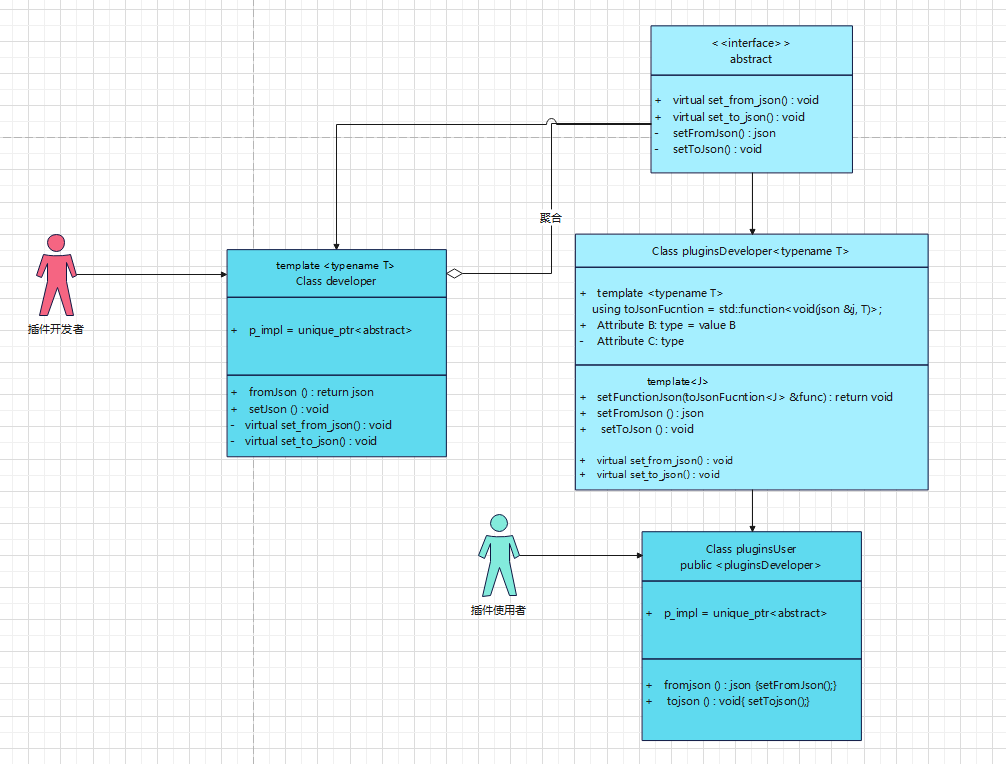 < <interface> >
abstract
+ virtual set_from_json() : void
+ virtual set_to_json() : void
- setFromJson() : json
- setToJson() : void
聚合
插件开发者
template <typename T>
Class developer
+ p_impl = unique_ptr<abstract>
+ fromJson () : return json
+ setJson () : void
- virtual set_from_json() : void
- virtual set_to_json() : void
Class pluginsDeveloper<typename T>
+ template <typename T>
using toJsonFucntion = std::function<void(json &j, T)> ;
+ Attribute B: type = value B
- Attribute C: type
template<J>
+ setFunctionJson(toJsonFucntion<J> &func) : return void
+ setFromJson () : json
+ setToJson () : void
+ virtual set_from_json() : void
+ virtual set_to_json() : void
插件使用者
Class pluginsUser
public <pluginsDeveloper>
+ p_impl = unique_ptr<abstract>
+ fromjson () : json {setFromJson();}
+ tojson () : void{ setTojson();}